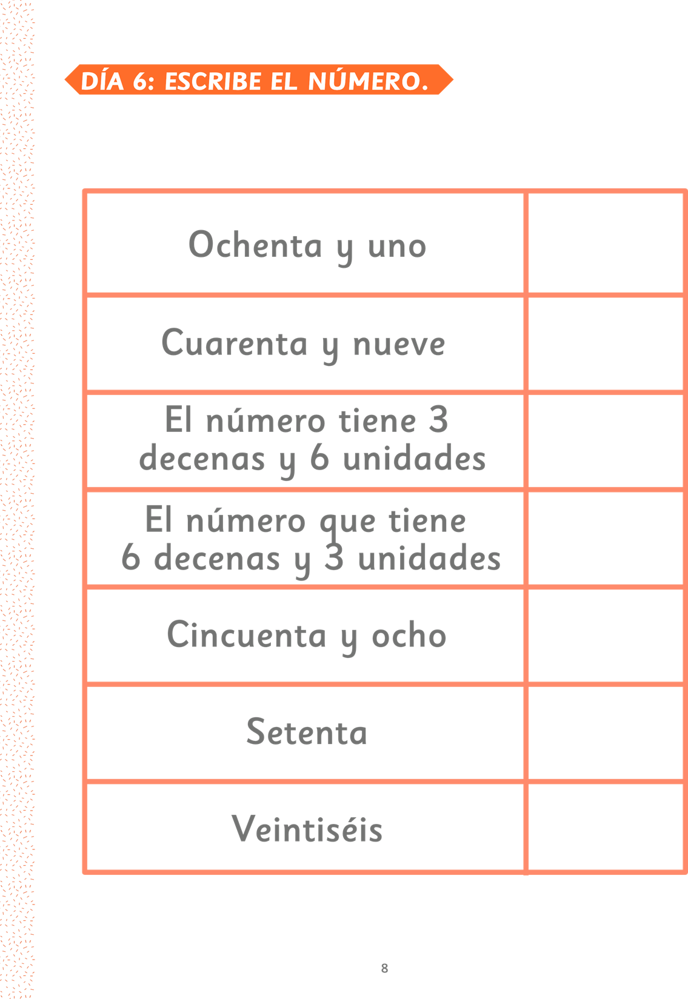 DÍA 6: ESCRIBE EL NÚMERO.
Ochenta y uno
Cuarenta y nueve
El número tiene 3
decenas y 6 unidades
El número que tiene
6 decenas y 3 unidades
Cincuenta y ocho
Setenta
Veintiséis
8